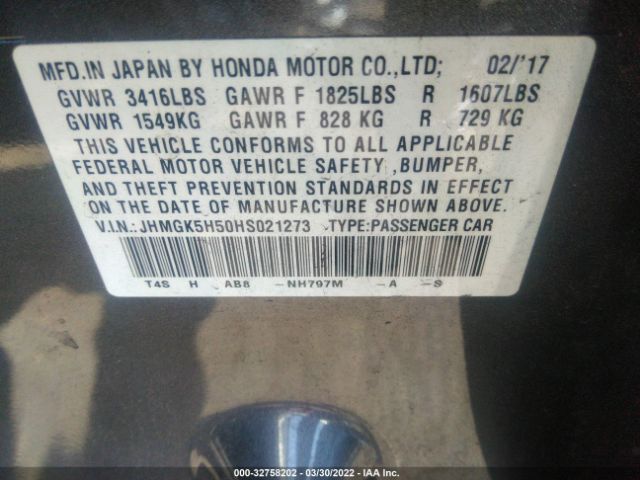 MFD.IN JAPAN BY HONDA MOTOR CO.,LTD; 02/'17
GVWR 3416LBS GAWR F 1825LBS R 1607LBS
GVWR 1549KG GAWR F 828 KG R 729 KG
THIS VEHICLE CONFORMS TO ALL APPLICABLE
FEDERAL MOTOR VEHICLE SAFETY ,BUMPER,
AND THEFT PREVENTION STANDARDS IN EFFECT
ON THE DATE OF MANUFACTURE SHOWN ABOVE.
V.I.N.: JHMGK5H50HS021273 TYPE:PASSENGER CAR
T4S H AB8 -NH797M -A -S
000-32758202 - 03/30/2022 - IAA Inc.